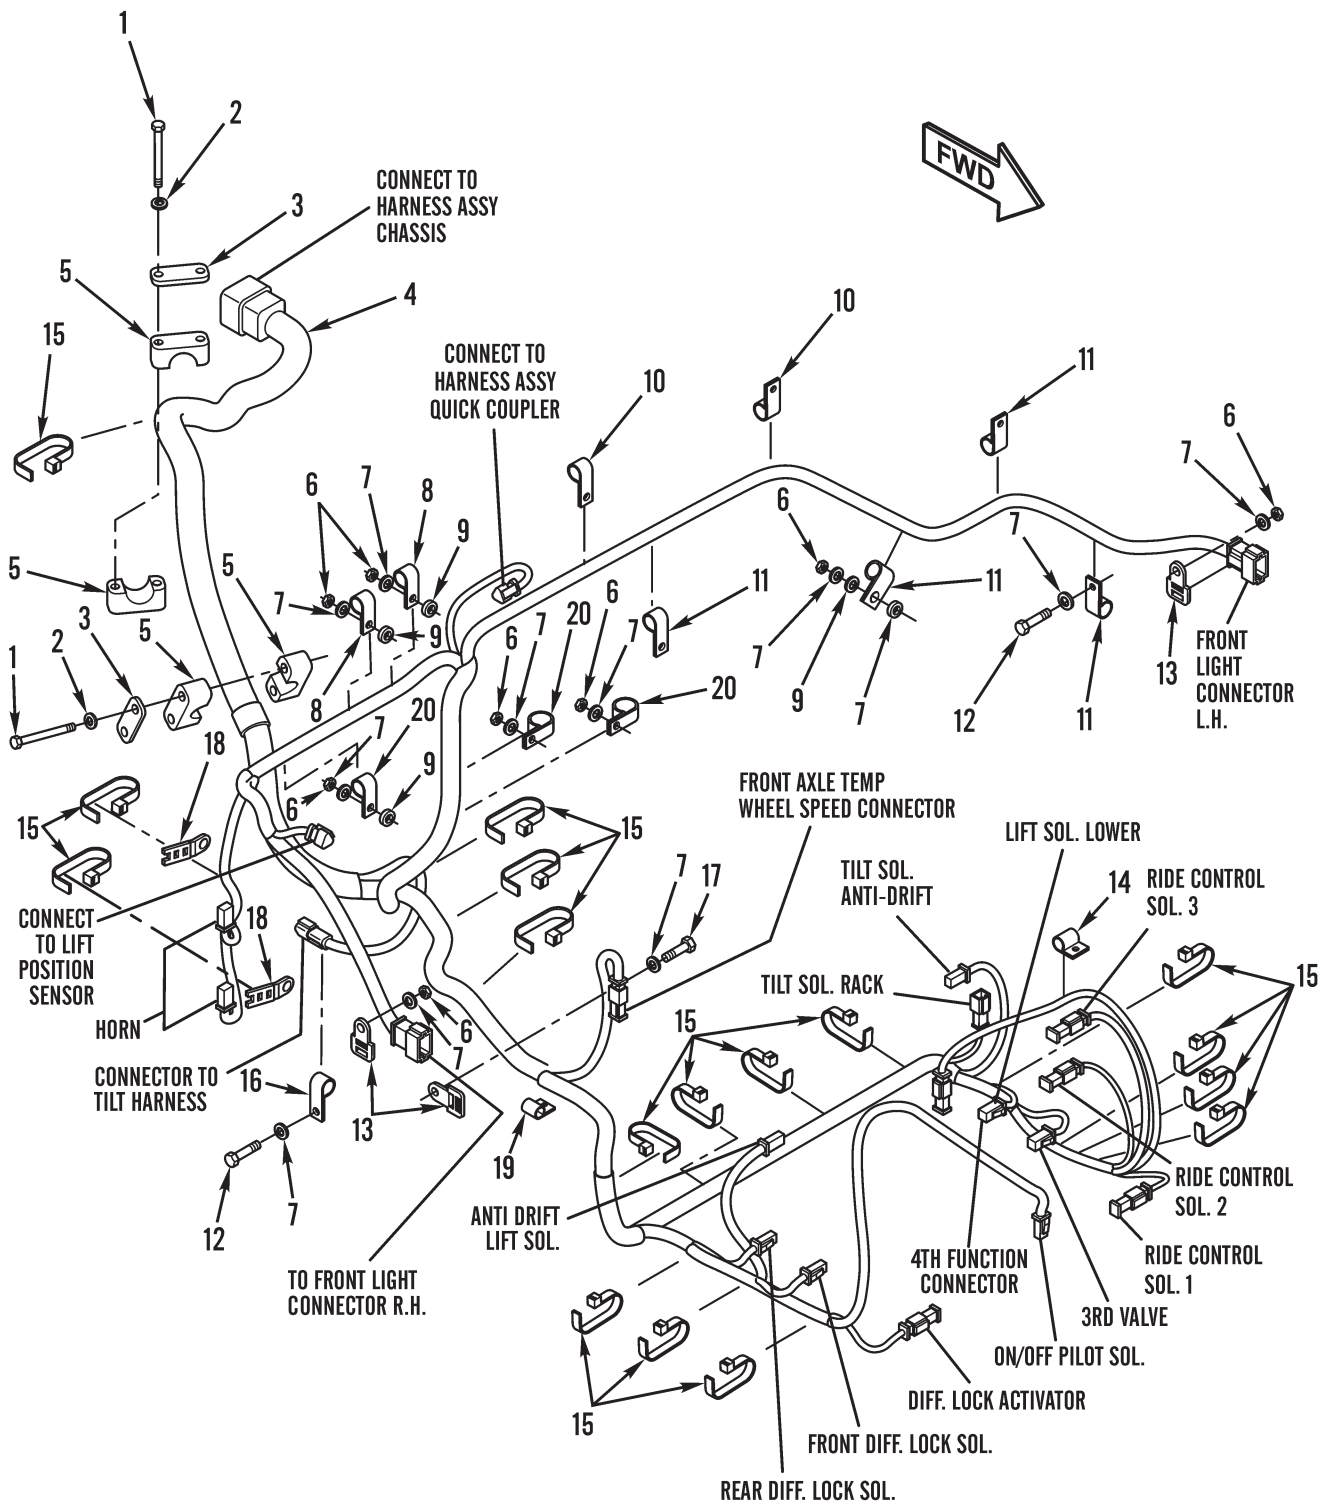 1
2
CONNECT TO
HARNESS ASSY
CHASSIS
3
FWD
5
4
15
10
CONNECT TO
HARNESS ASSY
QUICK COUPLER
10
11
6
7
6
7
8
9
6
7
5
5
7
9
11
6
7
11
20
6
7
3
5
2
1
8
20
6
7
20
7
9
7
12
11
13
FRONT
LIGHT
CONNECTOR
L.H.
18
7
9
6
15
15
FRONT AXLE TEMP
WHEEL SPEED CONNECTOR
LIFT SOL. LOWER
TILT SOL.
ANTI-DRIFT
14
RIDE CONTROL
SOL. 3
7
17
CONNECT
TO LIFT
POSITION
SENSOR
18
HORN
TILT SOL. RACK
15
15
6
7
CONNECTOR TO
TILT HARNESS
16
13
19
12
7
ANTI DRIFT
LIFT SOL.
RIDE CONTROL
SOL. 2
4TH FUNCTION
CONNECTOR
RIDE CONTROL
SOL. 1
TO FRONT LIGHT
CONNECTOR R.H.
3RD VALVE
ON/OFF PILOT SOL.
15
DIFF. LOCK ACTIVATOR
FRONT DIFF. LOCK SOL.
REAR DIFF. LOCK SOL.